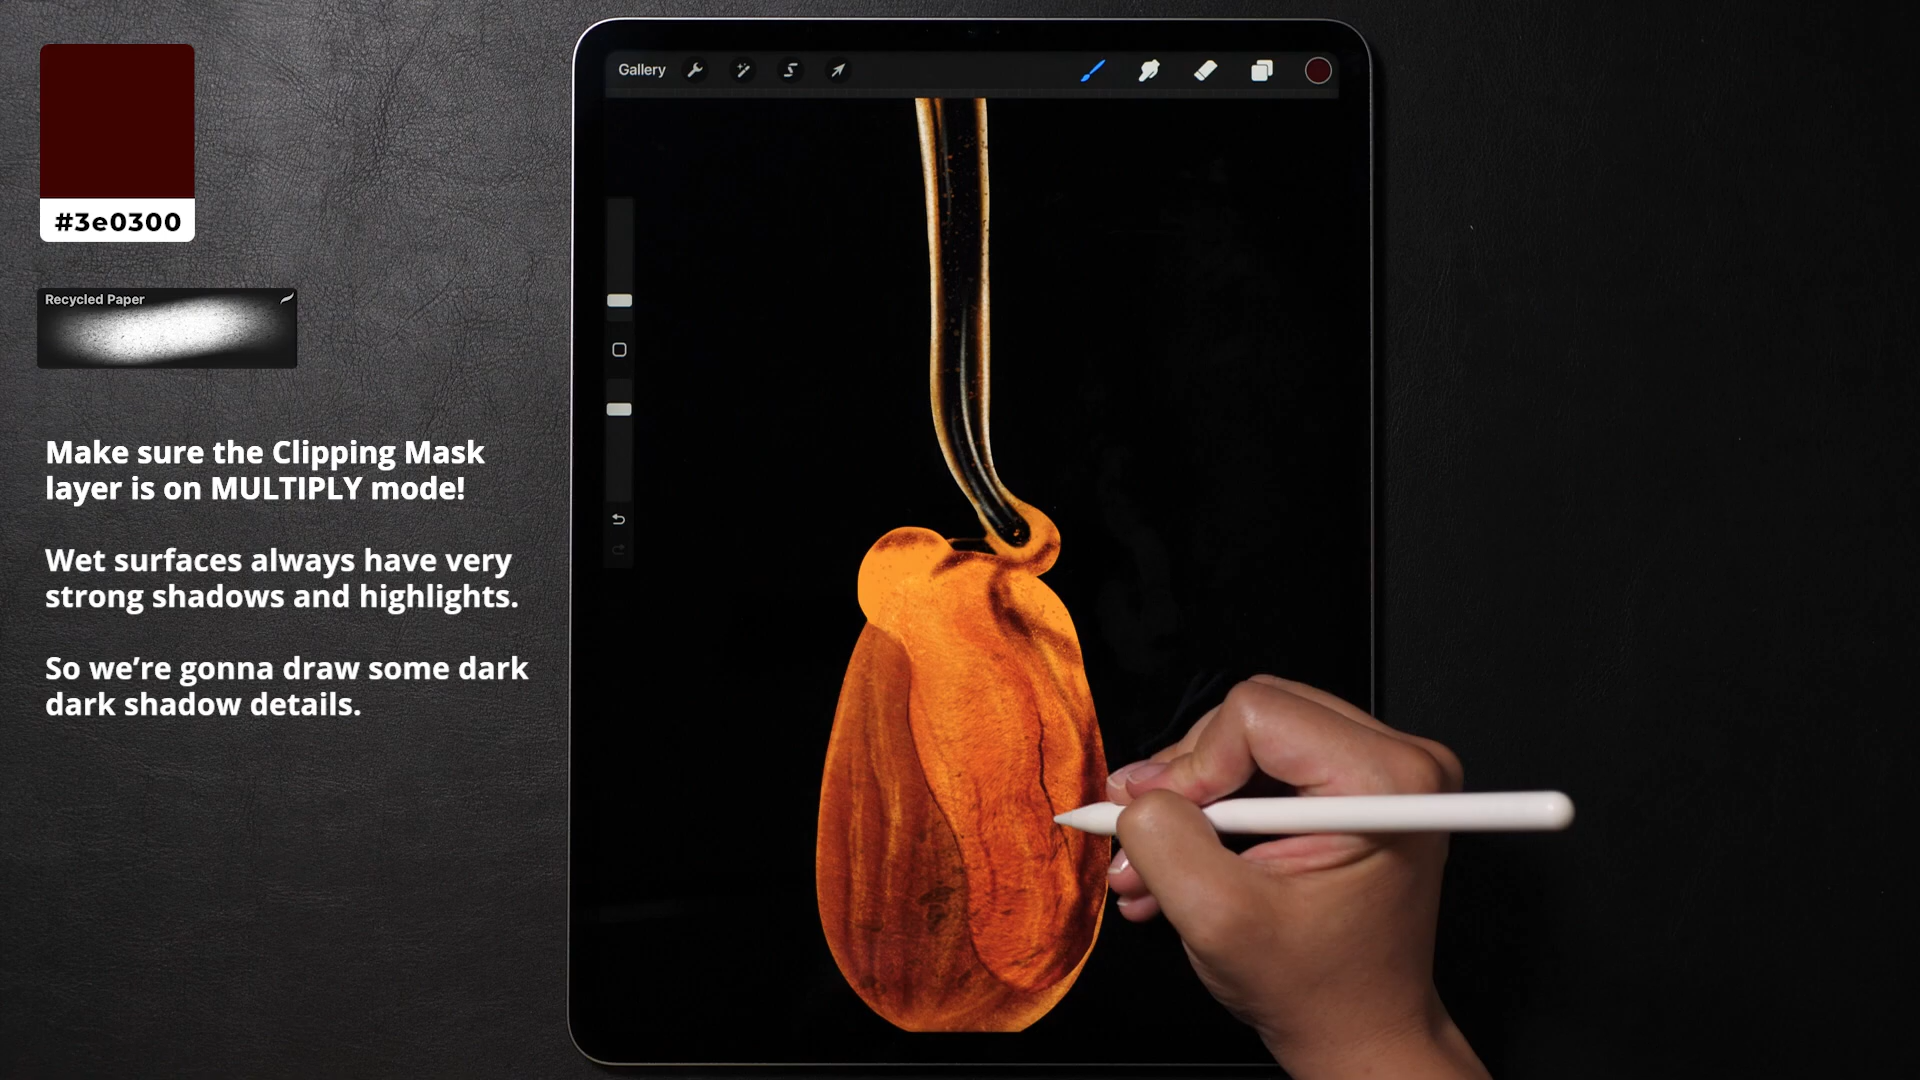 #3e0300
Recycled Paper
Make sure the Clipping Mask
layer is on MULTIPLY mode!
Wet surfaces always have very
strong shadows and highlights.
So we’re gonna draw some dark
dark shadow details.
Gallery